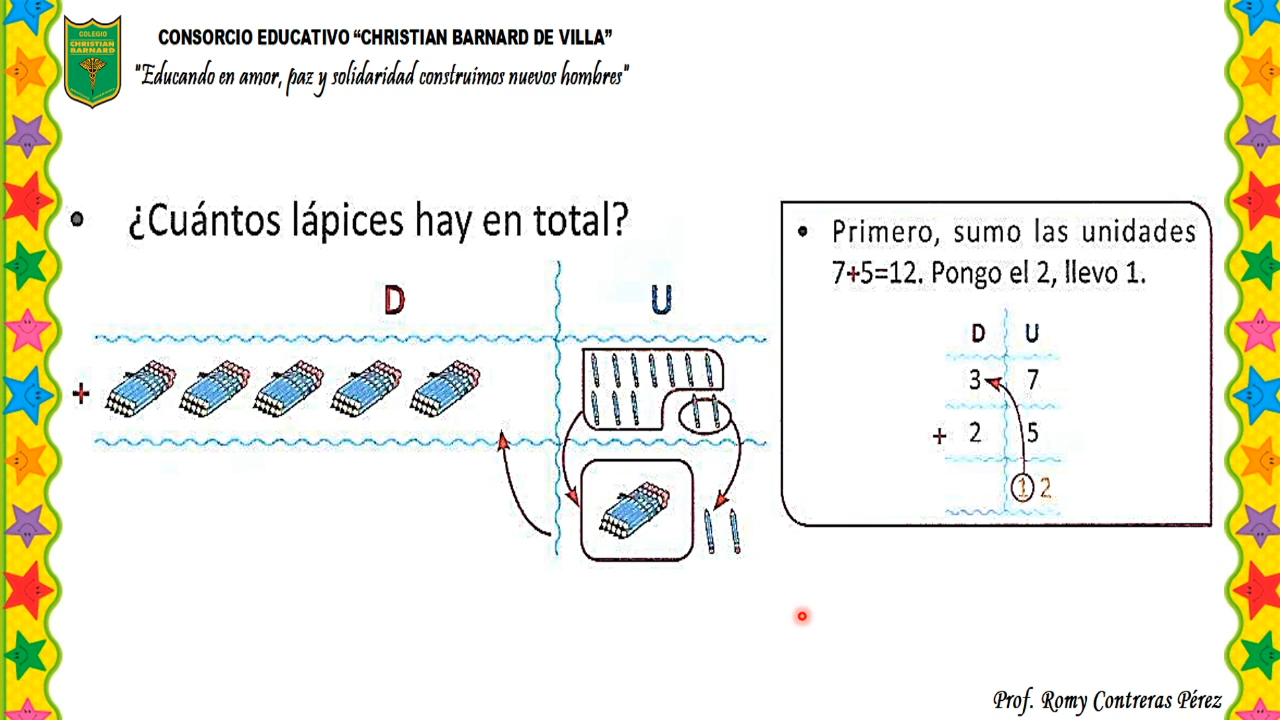 COLEGIO
CHRISTIAN
BARNARD
CONSORCIO EDUCATIVO “CHRISTIAN BARNARD DE VILLA”
"Educando en amor, paz y solidaridad construimos nuevos hombres"
• ¿Cuántos lápices hay en total?
D U
+
• Primero, sumo las unidades
7+5=12. Pongo el 2, llevo 1.
D U
3 7
+ 2 5
1 2
Prof. Romy Contreras Pérez